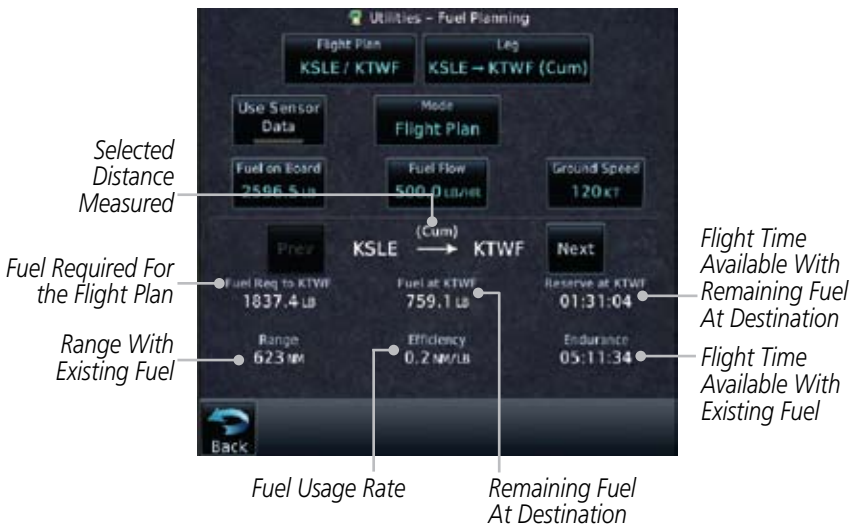 Utilities – Fuel Planning
Flight Plan
KSLE / KTWF
Leg
KSLE → KTWF (Cum)
Use Sensor
Data
Mode
Flight Plan
Selected
Distance
Measured
Fuel on Board
2596.5 LB
Fuel Flow
500.0 LB/HR
Ground Speed
120 KT
Prev
(Cum)
KSLE → KTWF
Next
Fuel Required For
the Flight Plan
Fuel Req to KTWF
1837.4 LB
Fuel at KTWF
759.1 LB
Reserve at KTWF
01:31:04
Flight Time
Available With
Remaining Fuel
At Destination
Range With
Existing Fuel
Range
623 NM
Efficiency
0.2 NM/LB
Endurance
05:11:34
Flight Time
Available With
Existing Fuel
Back
Fuel Usage Rate
Remaining Fuel
At Destination